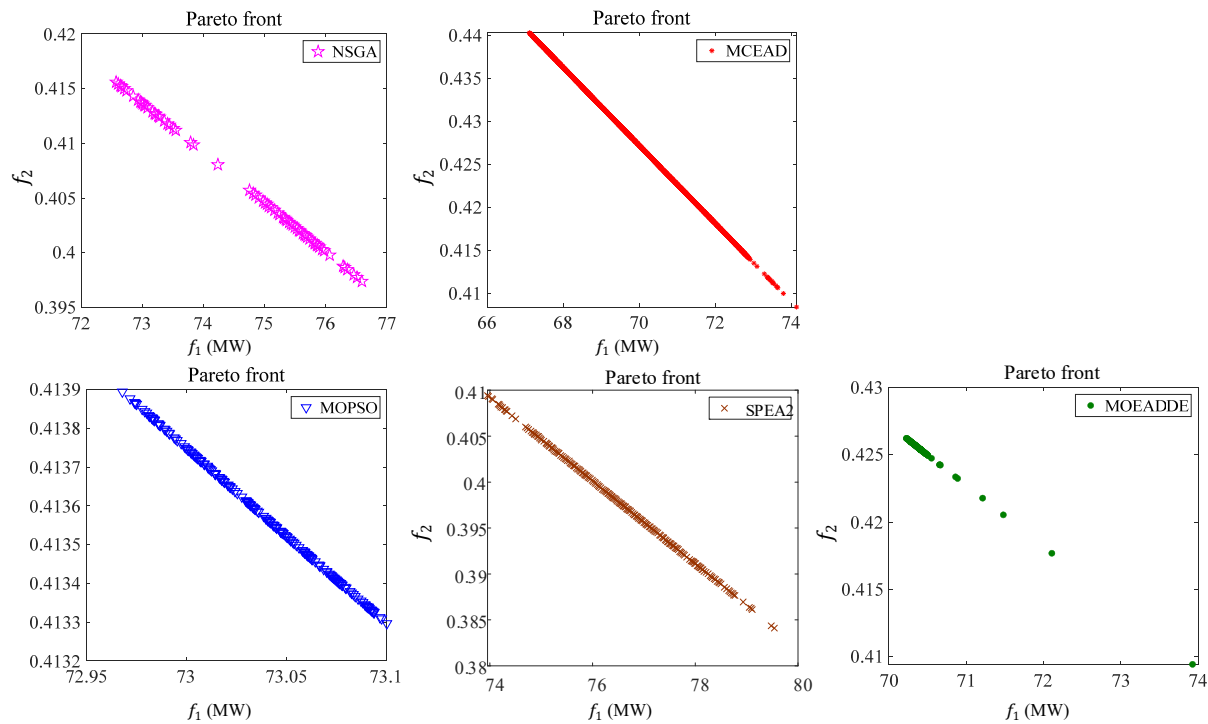 Pareto front
NSGA
0.42
0.415
0.41
0.405
0.4
0.395
f2
72 73 74 75 76 77
f1 (MW)
Pareto front
MCEAD
0.44
0.435
0.43
0.425
0.42
0.415
0.41
f2
66 68 70 72 74
f1 (MW)
Pareto front
MOPSO
0.4139
0.4138
0.4137
0.4136
0.4135
0.4134
0.4133
0.4132
72.95 73 73.05 73.1
f1 (MW)
Pareto front
SPEA2
0.41
0.405
0.4
0.395
0.39
0.385
0.38
f2
74 76 78 80
f1 (MW)
Pareto front
MOEADDE
0.43
0.425
0.42
0.415
0.41
f2
70 71 72 73 74
f1 (MW)